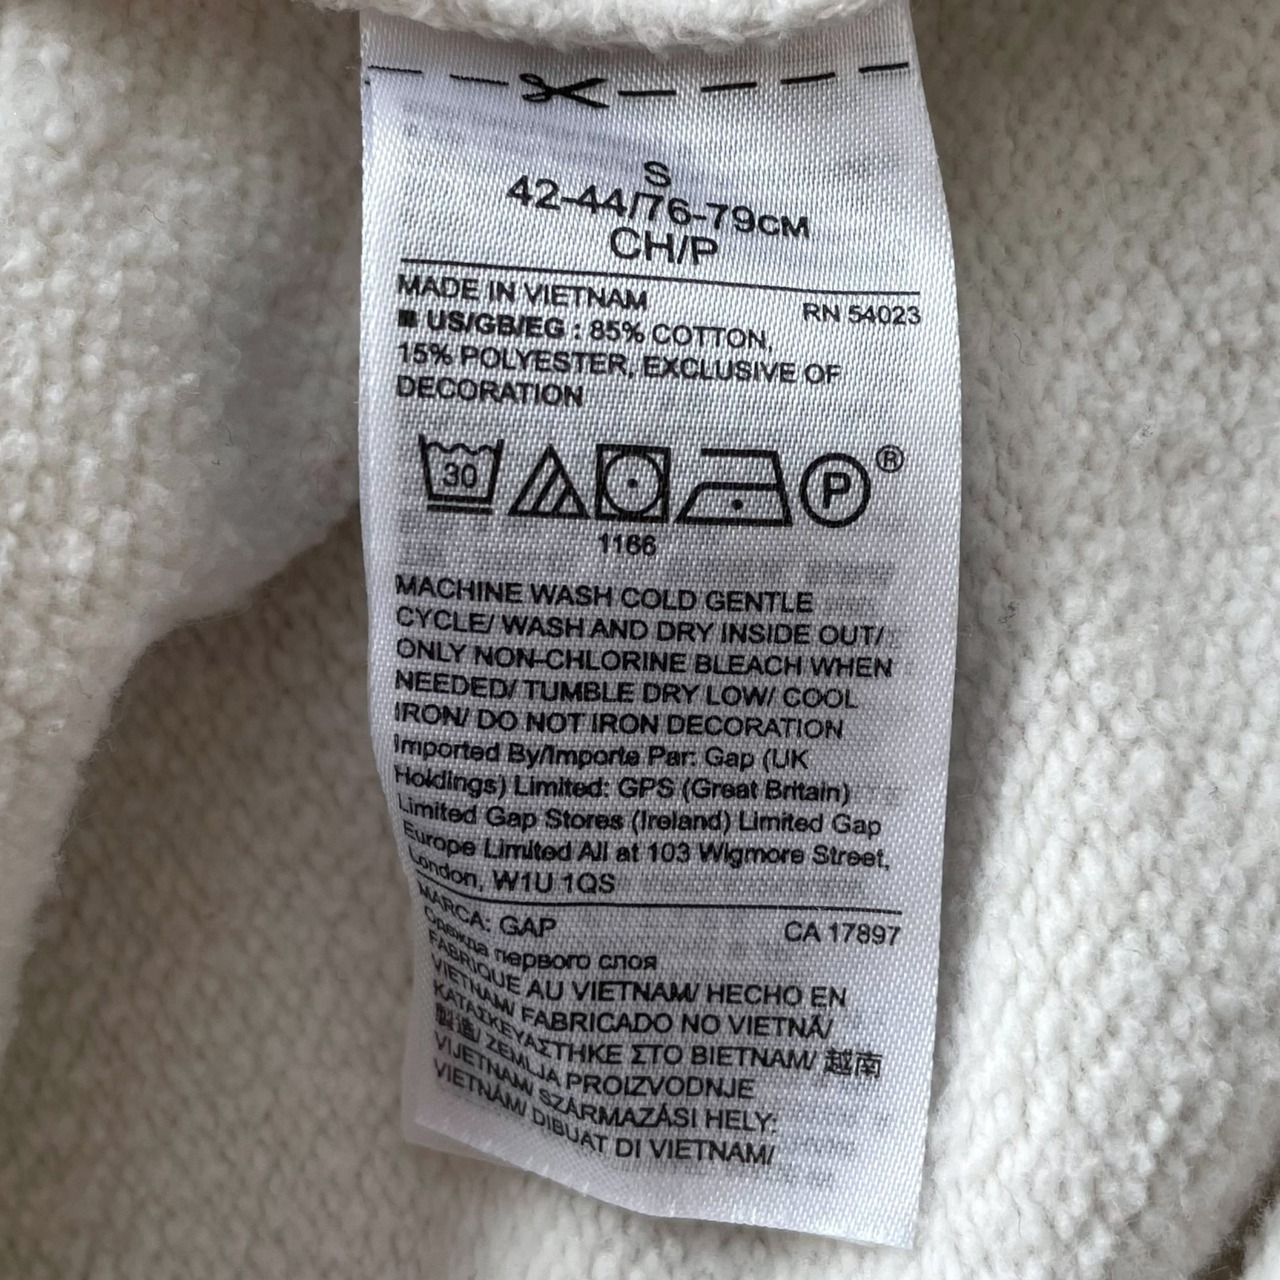 S
42-44/76-79СМ
CH/P
MADE IN VIETNAM RN 54023
■ US/GB/EG : 85% COTTON,
15% POLYESTER, EXCLUSIVE OF
DECORATION
30 P ®
1166
MACHINE WASH COLD GENTLE
CYCLE/ WASH AND DRY INSIDE OUT/
ONLY NON-CHLORINE BLEACH WHEN
NEEDED/ TUMBLE DRY LOW/ COOL
IRON/ DO NOT IRON DECORATION
Imported By/Importe Par: Gap (UK
Holdings) Limited: GPS (Great Britain)
Limited Gap Stores (Ireland) Limited Gap
Europe Limited All at 103 Wigmore Street,
London, W1U 1QS
MARCA: GAP CA 17897
Одежда первого слоя
FABRIQUE AU VIETNAM/ HECHO EN
VIETNAM/ FABRICADO NO VIETNÃ/
ΚΑΤΑΣΚΕΥΑΣΤΗΚΕ ΣΤΟ ΒΙΕΤΝΑΜ/ 越南
製造/ ZEMLJA PROIZVODNJE
VIJETNAM/ SZÁRMAZÁSI HELY:
VIETNÁM/ DIBUAT DI VIETNAM/